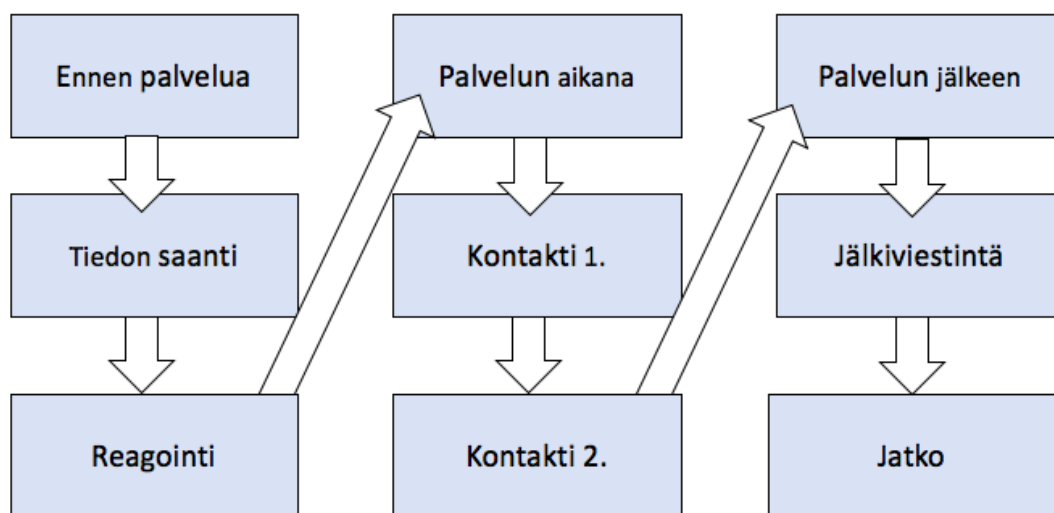 Ennen palvelua
Tiedon saanti
Reagointi
Palvelun aikana
Kontakti 1.
Kontakti 2.
Palvelun jälkeen
Jälkiviestintä
Jatko